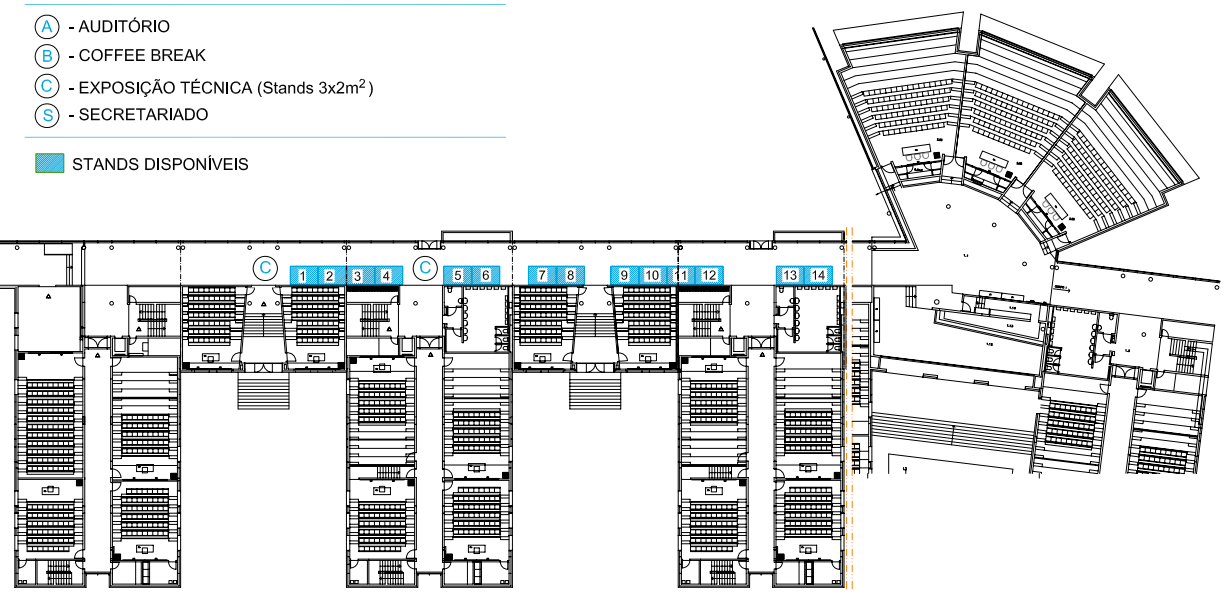 A - AUDITÓRIO
B - COFFEE BREAK
C - EXPOSIÇÃO TÉCNICA (Stands 3x2m²)
S - SECRETARIADO
STANDS DISPONÍVEIS
C 1 2 3 4 C 5 6 7 8 9 10 11 12 13 14